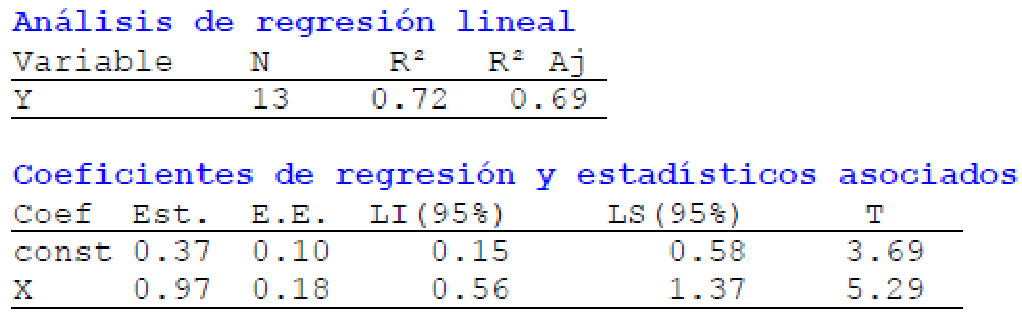 Análisis de regresión lineal
Variable N R² R² Aj
Y 13 0.72 0.69
Coeficientes de regresión y estadísticos asociados
Coef Est. E.E. LI(95%) LS(95%) T
const 0.37 0.10 0.15 0.58 3.69
X 0.97 0.18 0.56 1.37 5.29